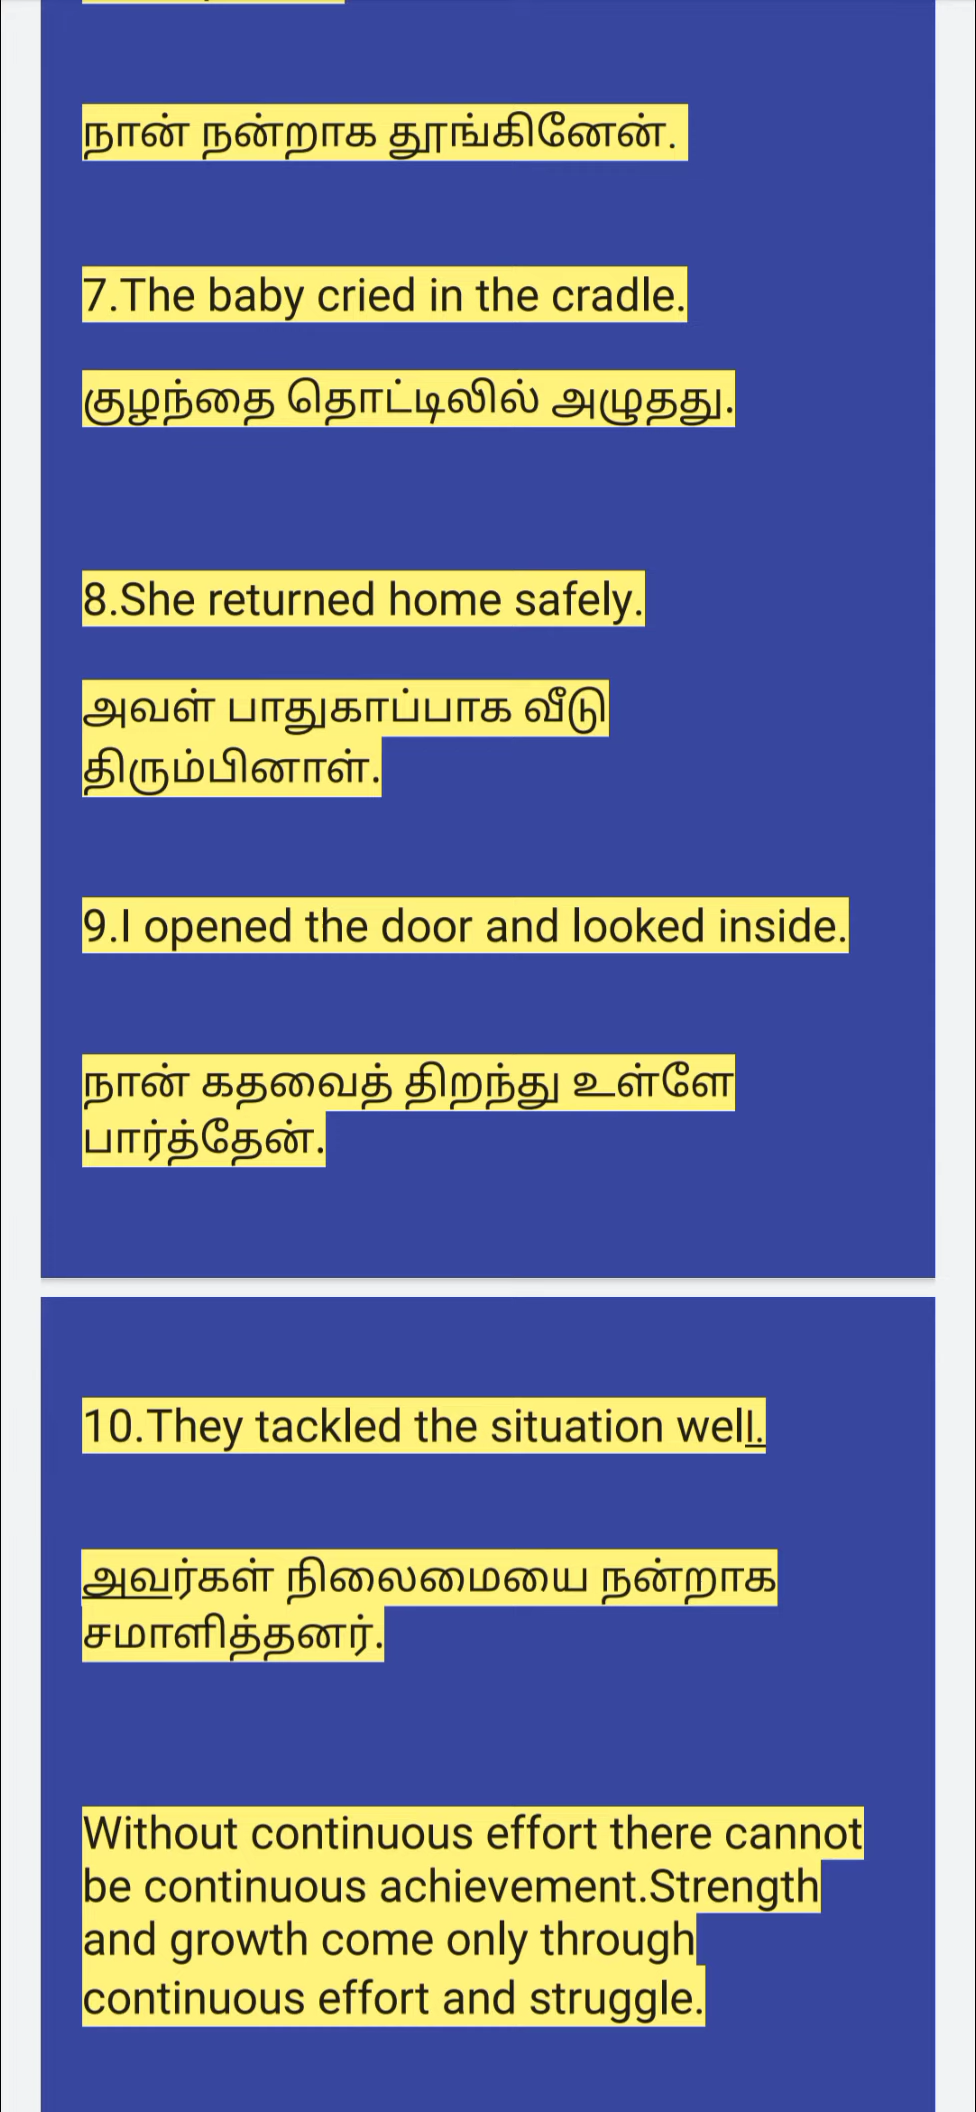 நான் நன்றாக தூங்கினேன்.
7.The baby cried in the cradle.
குழந்தை தொட்டிலில் அழுதது.
8.She returned home safely.
அவள் பாதுகாப்பாக வீடு
திரும்பினாள்.
9.I opened the door and looked inside.
நான் கதவைத் திறந்து உள்ளே
பார்த்தேன்.
10.They tackled the situation well.
அவர்கள் நிலைமையை நன்றாக
சமாளித்தனர்.
Without continuous effort there cannot
be continuous achievement.Strength
and growth come only through
continuous effort and struggle.